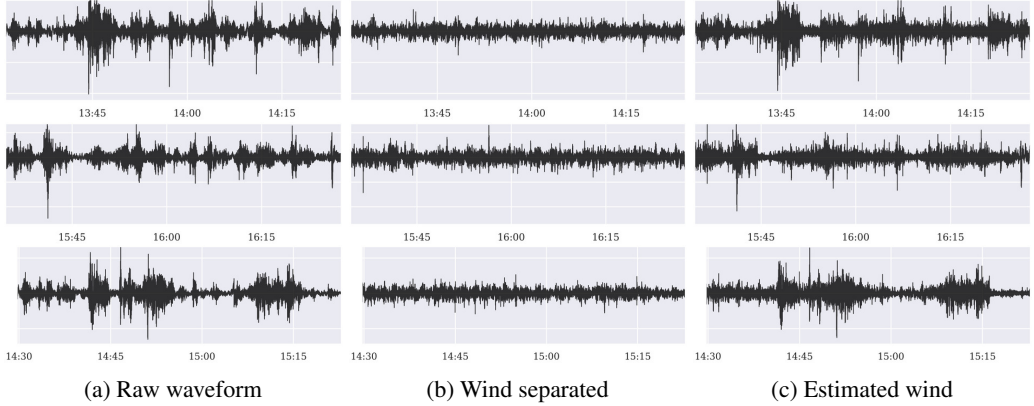 13:45 14:00 14:15 13:45 14:00 14:15 13:45 14:00 14:15
15:45 16:00 16:15 15:45 16:00 16:15 15:45 16:00 16:15
14:30 14:45 15:00 15:15 14:30 14:45 15:00 15:15 14:30 14:45 15:00 15:15
(a) Raw waveform (b) Wind separated (c) Estimated wind